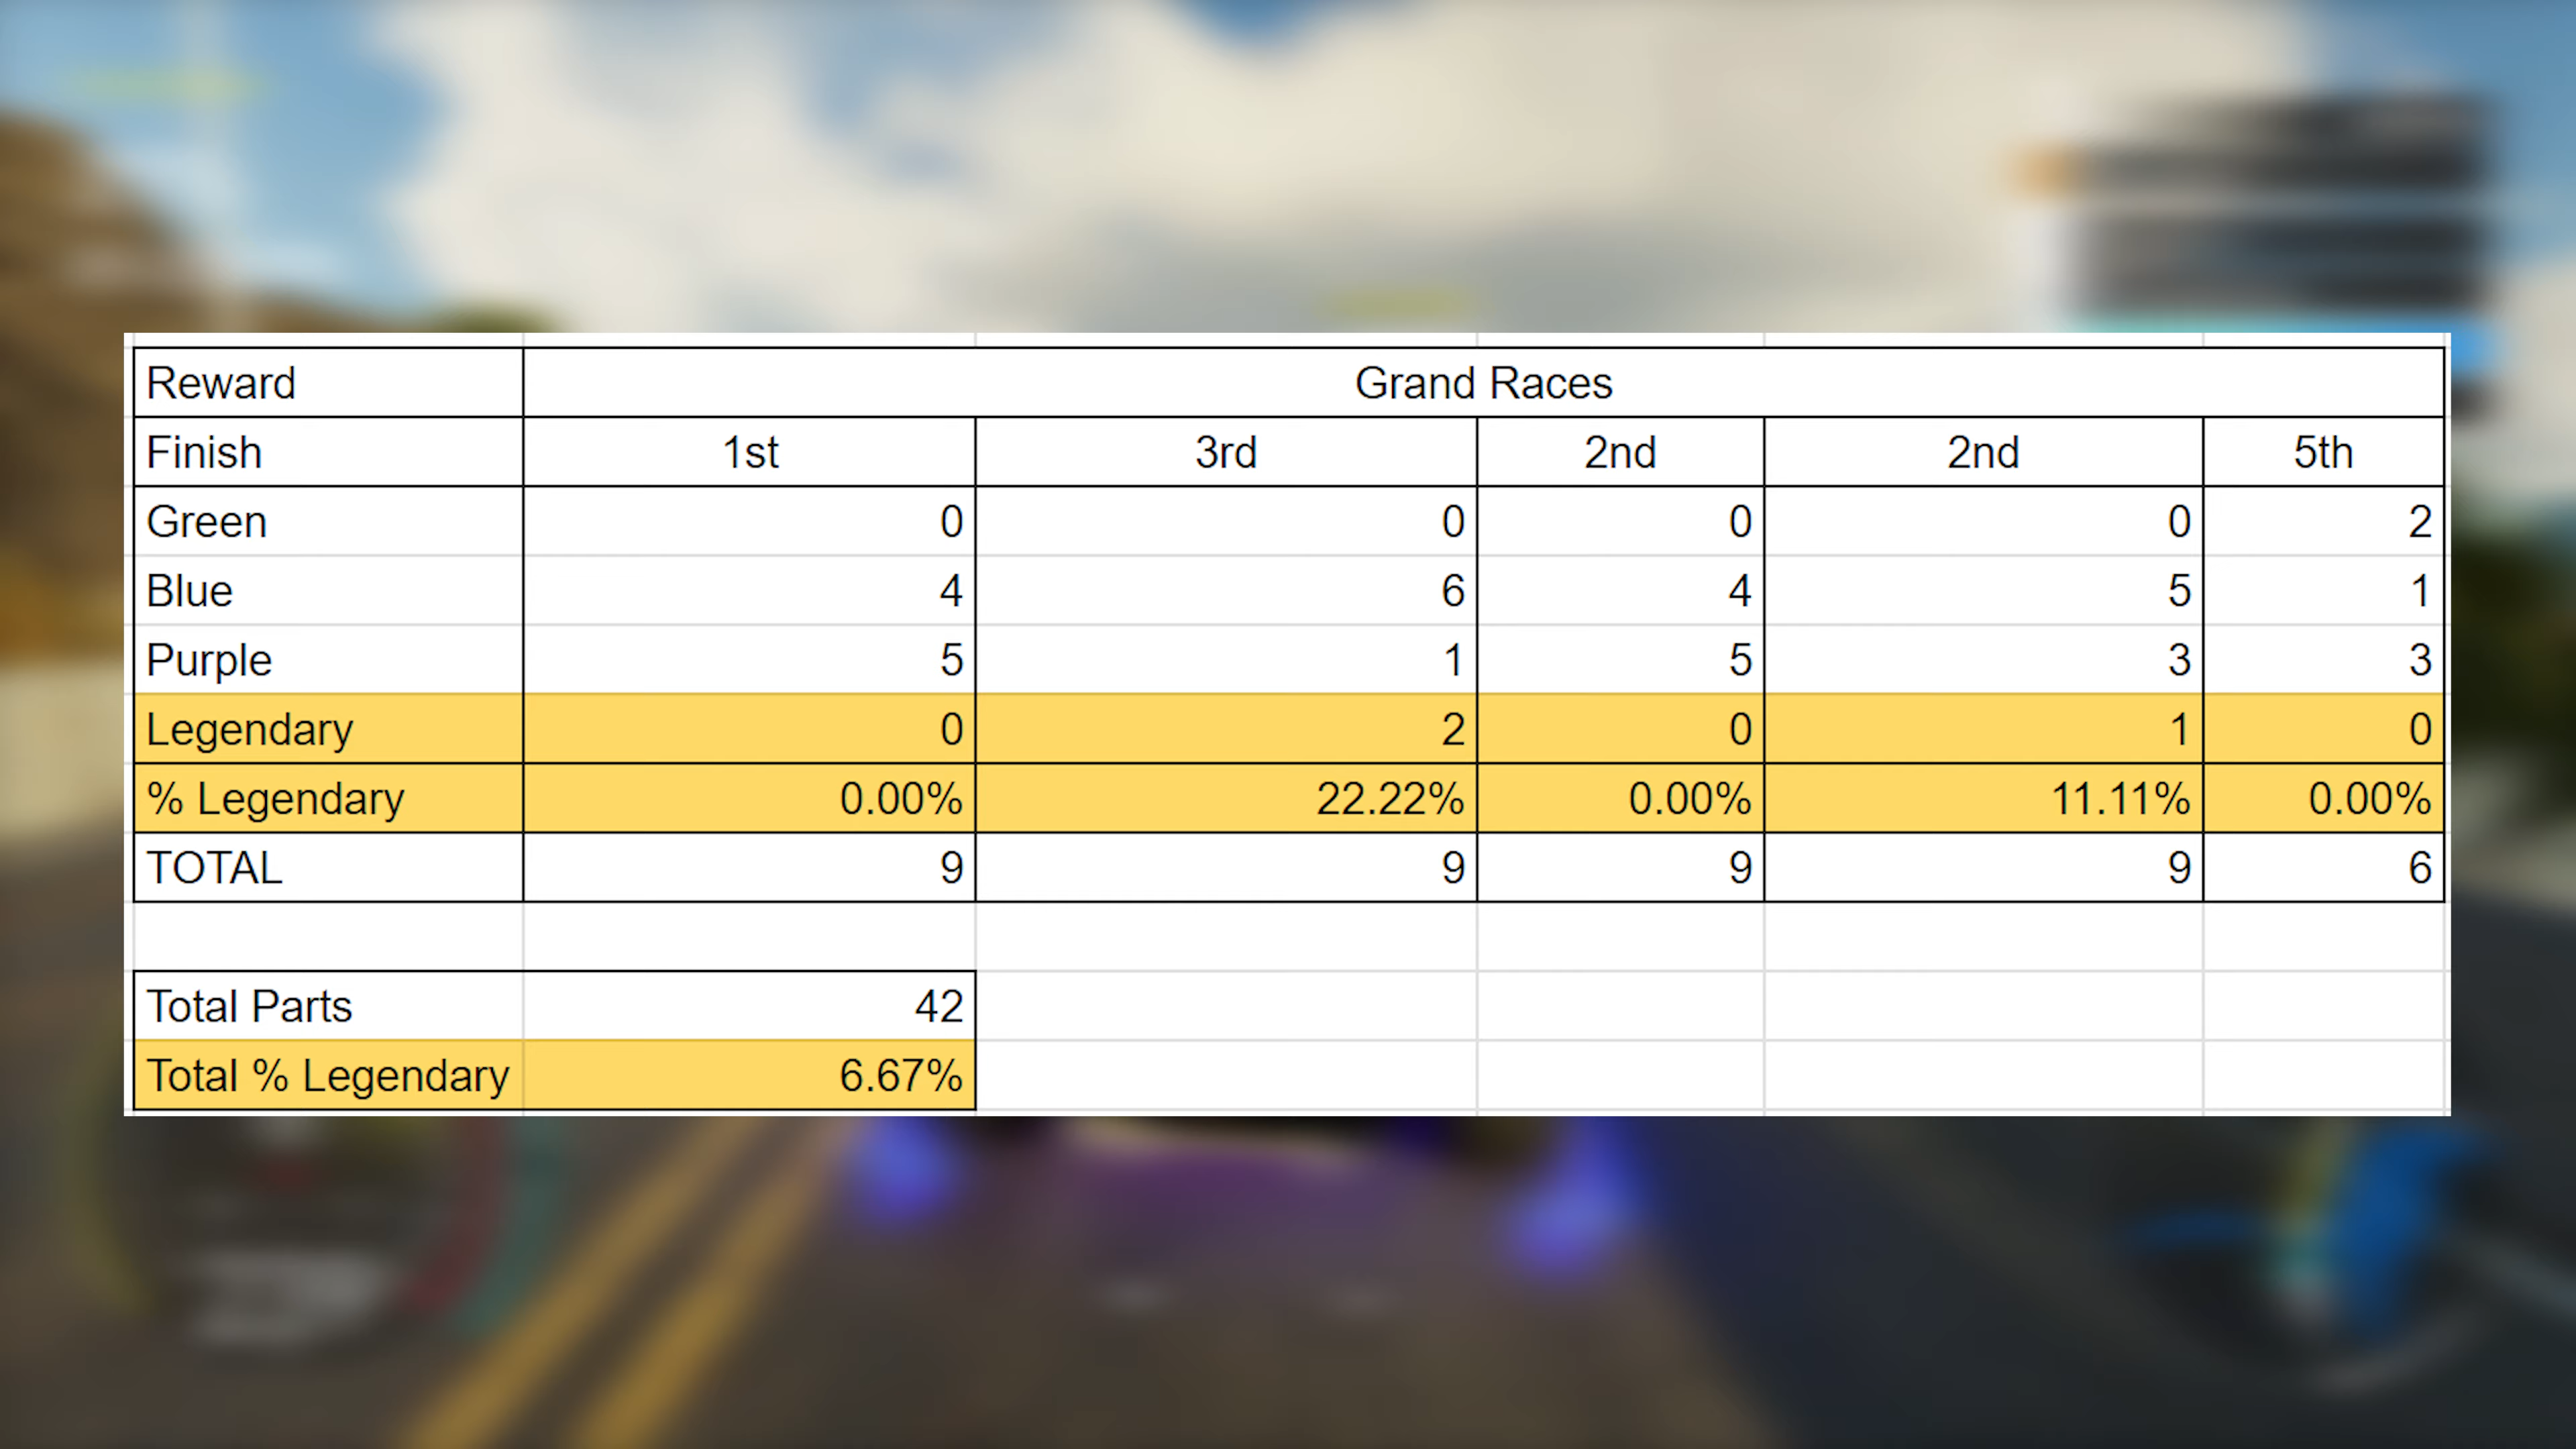 Reward Grand Races
Finish 1st 3rd 2nd 2nd 5th
Green 0 0 0 0 2
Blue 4 6 4 5 1
Purple 5 1 5 3 3
Legendary 0 2 0 1 0
% Legendary 0.00% 22.22% 0.00% 11.11% 0.00%
TOTAL 9 9 9 9 6
Total Parts 42
Total % Legendary 6.67%